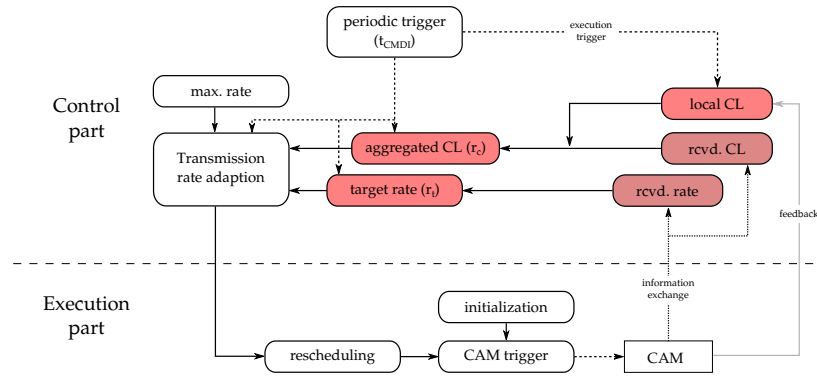 periodic trigger
(t_CMDI)
execution
trigger
max. rate
local CL
Control
part
aggregated CL (r_c)
rcvd. CL
Transmission
rate adaption
target rate (r_t)
rcvd. rate
feedback
information
exchange
Execution
part
initialization
rescheduling
CAM trigger
CAM